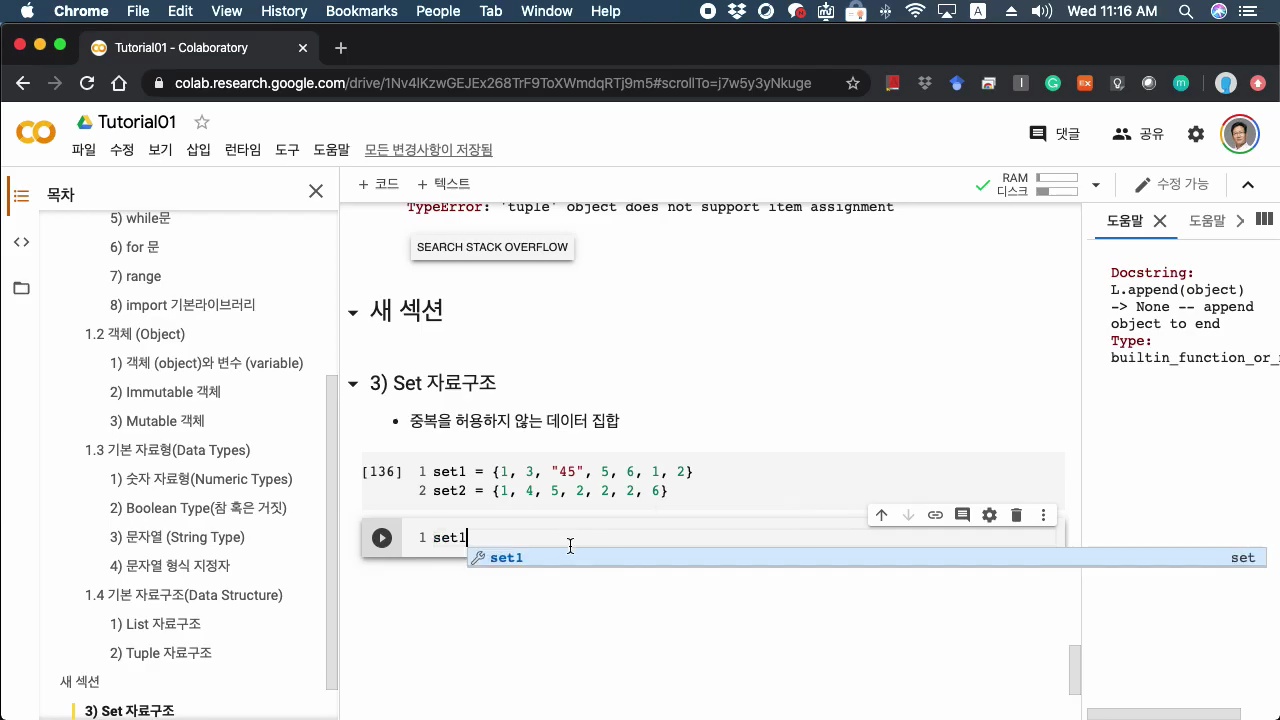 Chrome File Edit View History Bookmarks People Tab Window Help A Wed 11:16 AM
Tutorial01 - Colaboratory
colab.research.google.com/drive/1Nv4lKzwGEJEx268TrF9ToXWmdqRTj9m5#scrollTo=j7w5y3yNkuge
Tutorial01
파일 수정 보기 삽입 런타임 도구 도움말 모든 변경사항이 저장됨
댓글 공유
목차
+ 코드 + 텍스트
RAM
디스크
수정 가능
5) while문
6) for 문
7) range
8) import 기본라이브러리
1.2 객체 (Object)
1) 객체 (object)와 변수 (variable)
2) Immutable 객체
3) Mutable 객체
1.3 기본 자료형(Data Types)
1) 숫자 자료형(Numeric Types)
2) Boolean Type(참 혹은 거짓)
3) 문자열 (String Type)
4) 문자열 형식 지정자
1.4 기본 자료구조(Data Structure)
1) List 자료구조
2) Tuple 자료구조
새 섹션
3) Set 자료구조
TypeError: 'tuple' object does not support item assignment
SEARCH STACK OVERFLOW
새 섹션
3) Set 자료구조
• 중복을 허용하지 않는 데이터 집합
[136] 1 set1 = {1, 3, "45", 5, 6, 1, 2}
2 set2 = {1, 4, 5, 2, 2, 2, 6}
1 set1
set1 set
도움말 도움말
Docstring:
L.append(object)
-> None -- append
object to end
Type:
builtin_function_or_